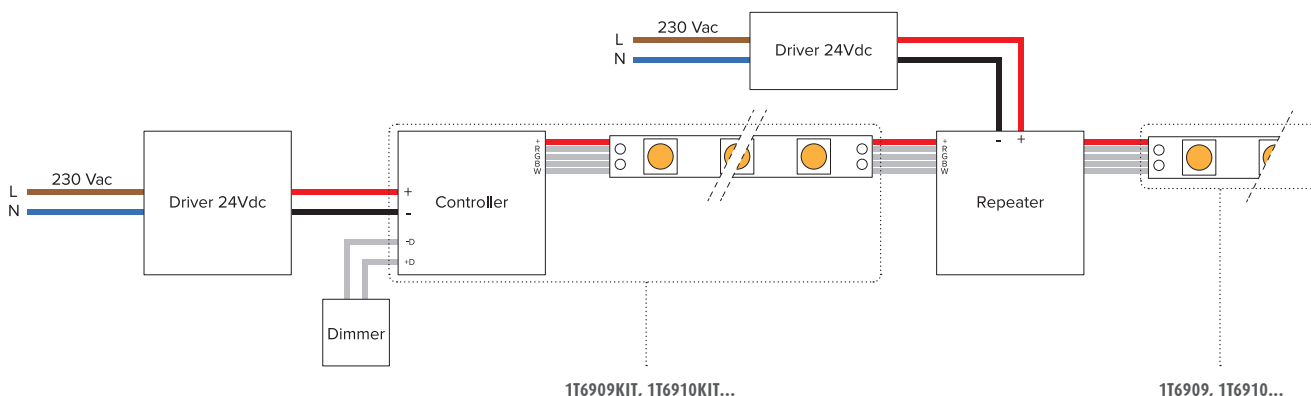 230 Vac
L
N
Driver 24Vdc
230 Vac
L
N
Driver 24Vdc
+
-
-D
+D
Controller
+
R
G
B
W
Dimmer
+
R
G
B
W
- +
Repeater
1T6909KIT, 1T6910KIT...
1T6909, 1T6910...